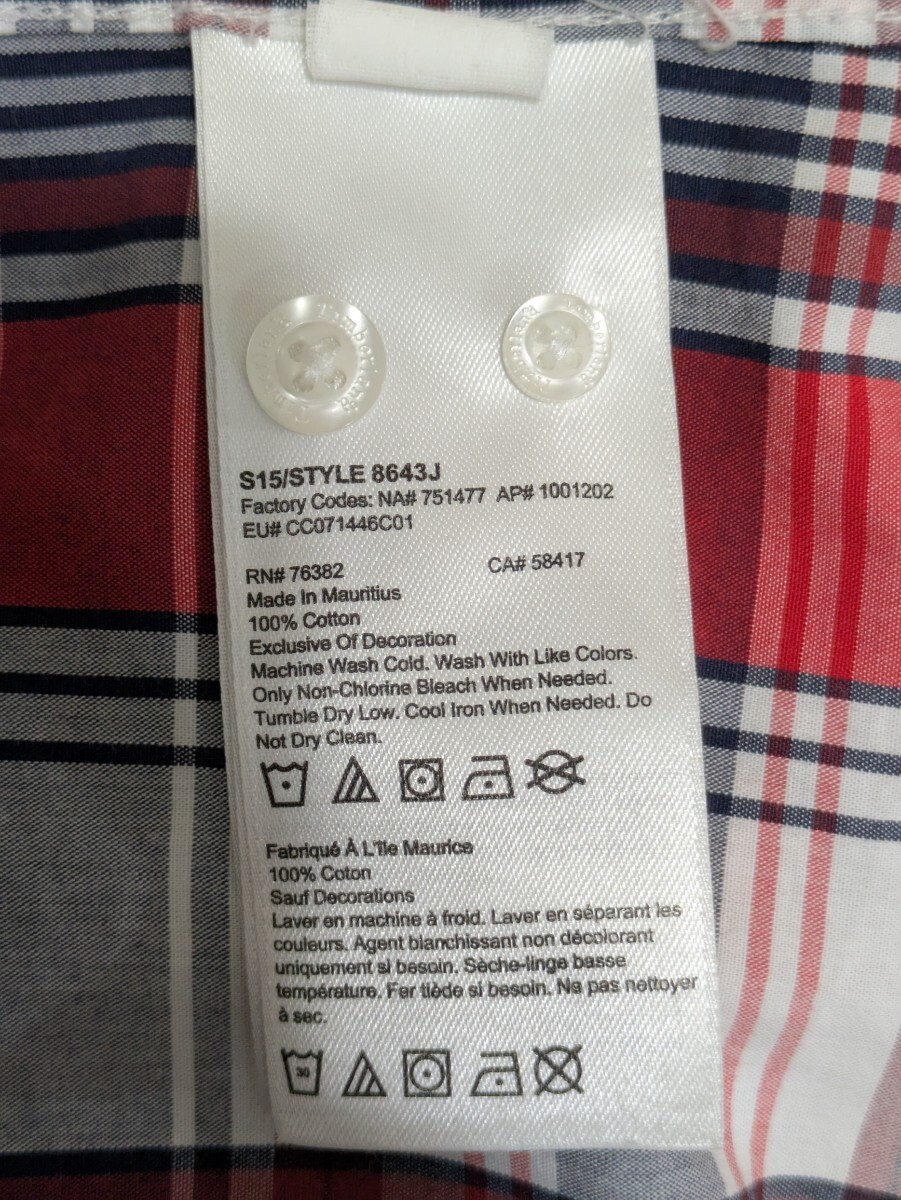 Timberland
Timberland
S15/STYLE 8643J
Factory Codes: NA# 751477 AP# 1001202
EU# CC071446C01
RN# 76382 CA# 58417
Made In Mauritius
100% Cotton
Exclusive Of Decoration
Machine Wash Cold. Wash With Like Colors.
Only Non-Chlorine Bleach When Needed.
Tumble Dry Low. Cool Iron When Needed. Do
Not Dry Clean.
Fabriqué À L'île Maurice
100% Coton
Sauf Decorations
Laver en machine à froid. Laver en séparant les
couleurs. Agent blanchissant non décolorant
uniquement si besoin. Sèche-linge basse
température. Fer tiède si besoin. Ne pas nettoyer
à sec.
30